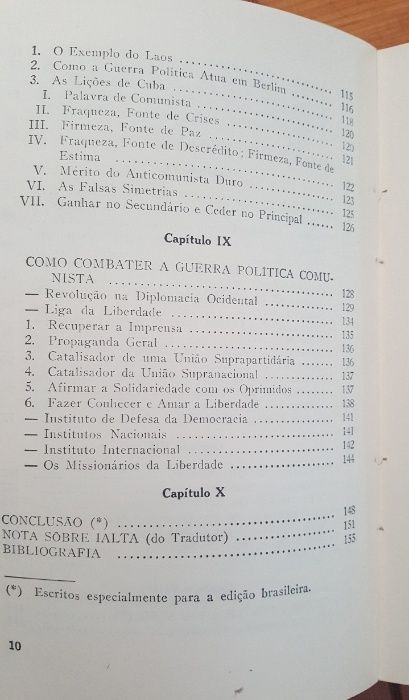 1. O Exemplo do Laos ........ 115
2. Como a Guerra Política Atua em Berlim ........ 116
3. As Lições de Cuba ........ 118
I. Palavra de Comunista ........ 120
II. Fraqueza, Fonte de Crises ........ 120
III. Firmeza, Fonte de Paz ........ 121
IV. Fraqueza, Fonte de Descrédito; Firmeza, Fonte de
Estima ........ 122
V. Mérito do Anticomunista Duro ........ 123
VI. As Falsas Simetrias ........ 125
VII. Ganhar no Secundário e Ceder no Principal ...... 126
Capítulo IX
COMO COMBATER A GUERRA POLITICA COMU-
NISTA ........ 128
— Revolução na Diplomacia Ocidental ........ 129
— Liga da Liberdade ........ 134
1. Recuperar a Imprensa ........ 135
2. Propaganda Geral ........ 136
3. Catalisador de uma União Suprapartidária ........ 136
4. Catalisador da União Supranacional ........ 137
5. Afirmar a Solidariedade com os Oprimidos ........ 137
6. Fazer Conhecer e Amar a Liberdade ........ 138
— Instituto de Defesa da Democracia ........ 141
— Institutos Nacionais ........ 141
— Instituto Internacional ........ 142
— Os Missionários da Liberdade ........ 144
Capítulo X
CONCLUSÃO (*) ........ 148
NOTA SOBRE IALTA (do Tradutor) ........ 151
BIBLIOGRAFIA ........ 155
(*) Escritos especialmente para a edição brasileira.
10